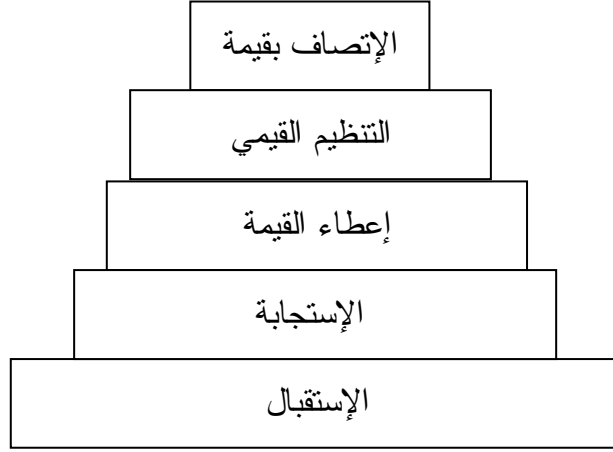 الإتصاف بقيمة
التنظيم القيمي
إعطاء القيمة
الإستجابة
الإستقبال